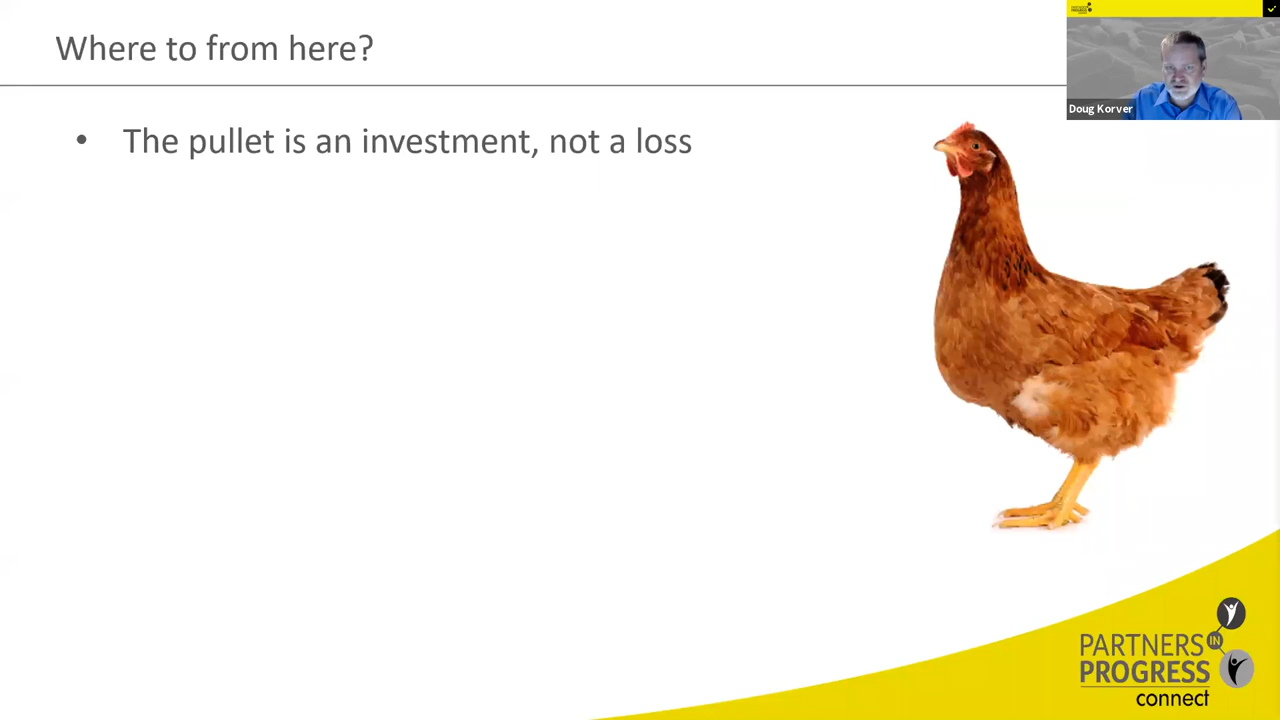 Where to from here?
• The pullet is an investment, not a loss
Doug Korver
PARTNERS IN
PROGRESS
connect